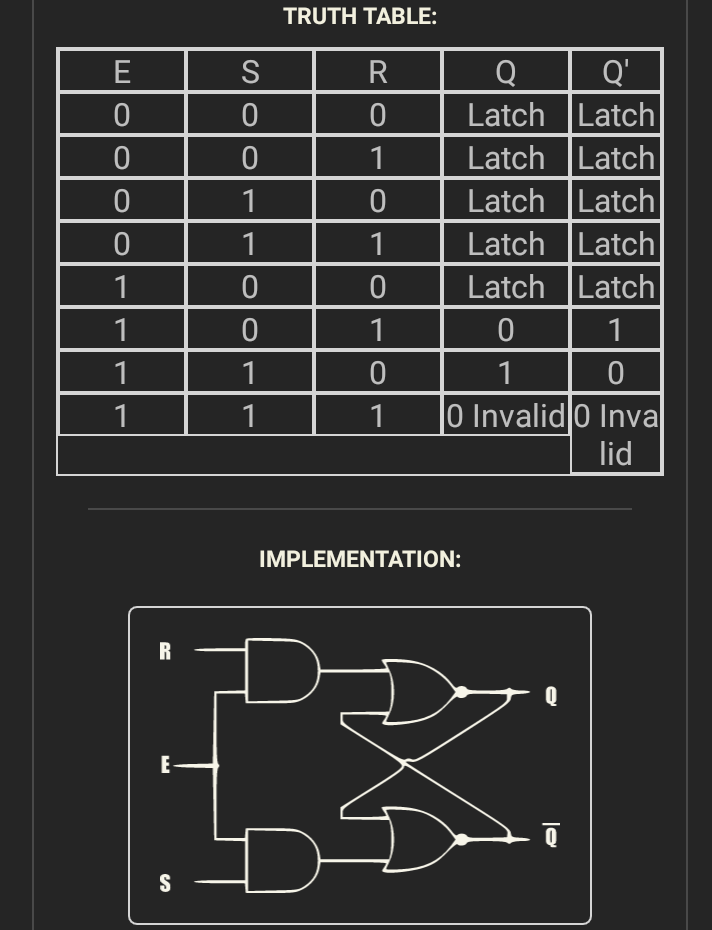 TRUTH TABLE:
E S R Q Q'
0 0 0 Latch Latch
0 0 1 Latch Latch
0 1 0 Latch Latch
0 1 1 Latch Latch
1 0 0 Latch Latch
1 0 1 0 1
1 1 0 1 0
1 1 1 0 Invalid 0 Inva
lid
IMPLEMENTATION:
R
Q
E
Q̅
S